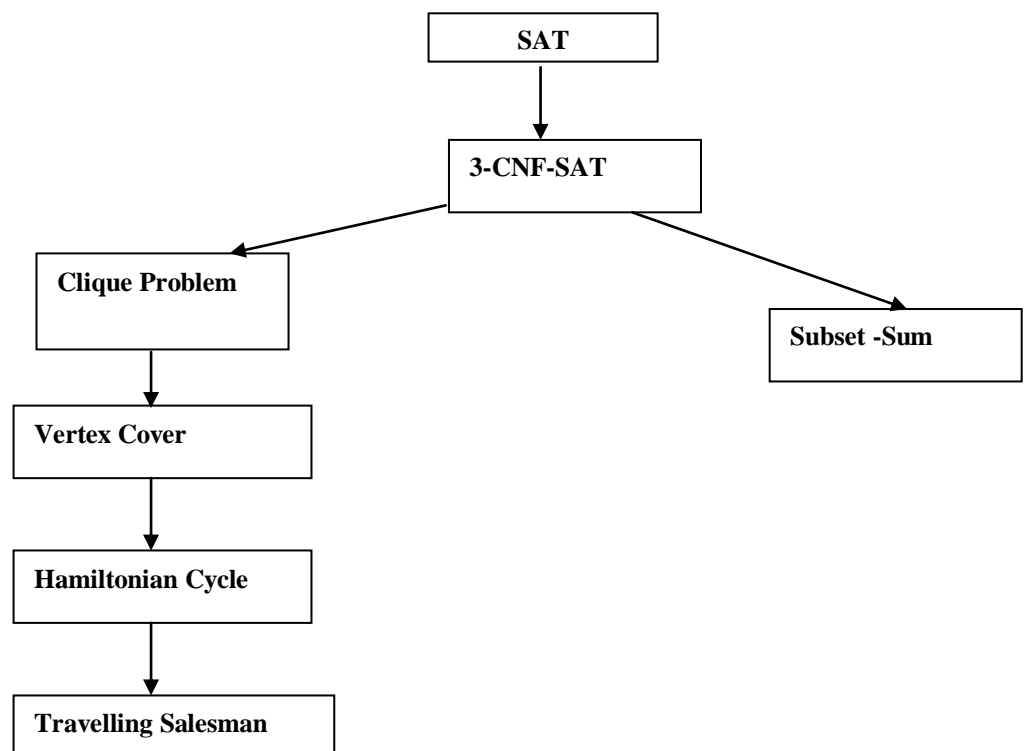 SAT
3-CNF-SAT
Clique Problem
Subset -Sum
Vertex Cover
Hamiltonian Cycle
Travelling Salesman